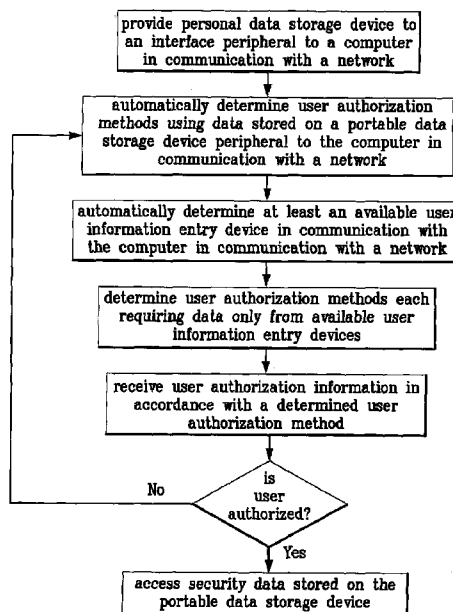 provide personal data storage device to
an interface peripheral to a computer
in communication with a network
automatically determine user authorization
methods using data stored on a portable data
storage device peripheral to the computer in
communication with a network
automatically determine at least an available user
information entry device in communication with
the computer in communication with a network
determine user authorization methods each
requiring data only from available user
information entry devices
receive user authorization information in
accordance with a determined user
authorization method
is
user
authorized?
No
Yes
access security data stored on the
portable data storage device